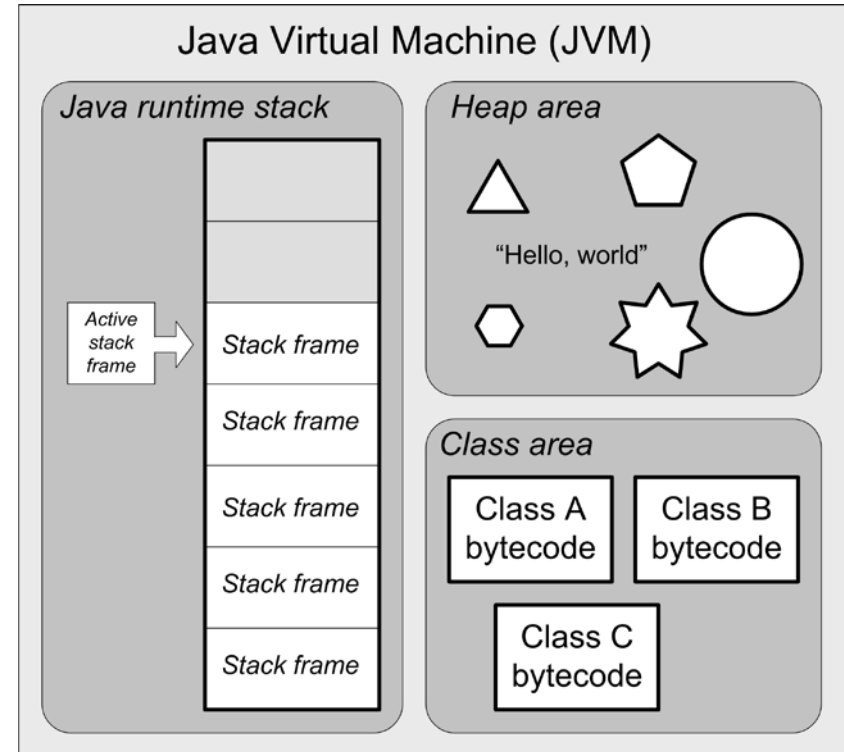 Java Virtual Machine (JVM)
Java runtime stack
Active
stack
frame
Stack frame
Stack frame
Stack frame
Stack frame
Stack frame
Heap area
“Hello, world”
Class area
Class A
bytecode
Class B
bytecode
Class C
bytecode